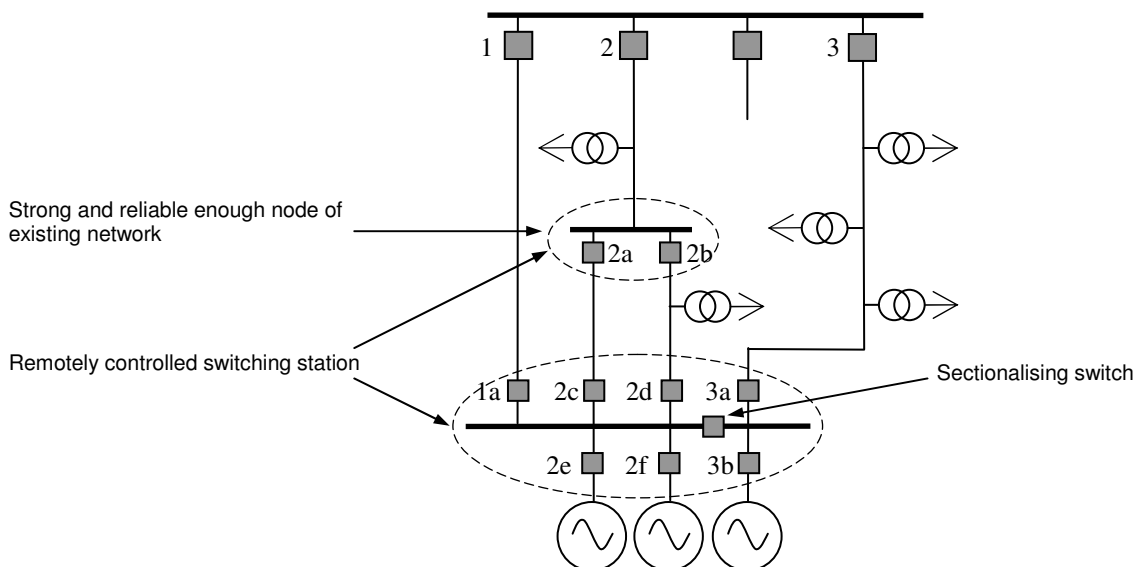 1
2
3
Strong and reliable enough node of
existing network
2a
2b
Remotely controlled switching station
Sectionalising switch
1a
2c
2d
3a
2e
2f
3b